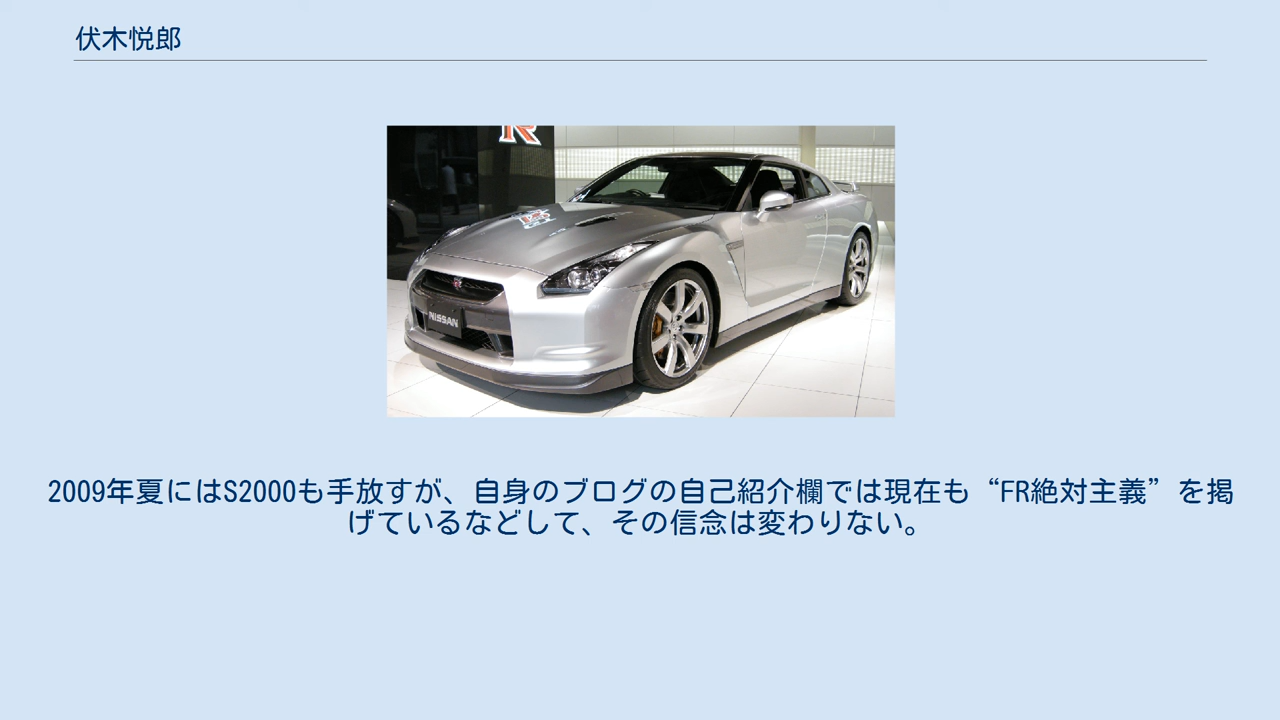 伏木悦郎
R
NISSAN
2009年夏にはS2000も手放すが、自身のブログの自己紹介欄では現在も“FR絶対主義”を掲
げているなどして、その信念は変わりない。